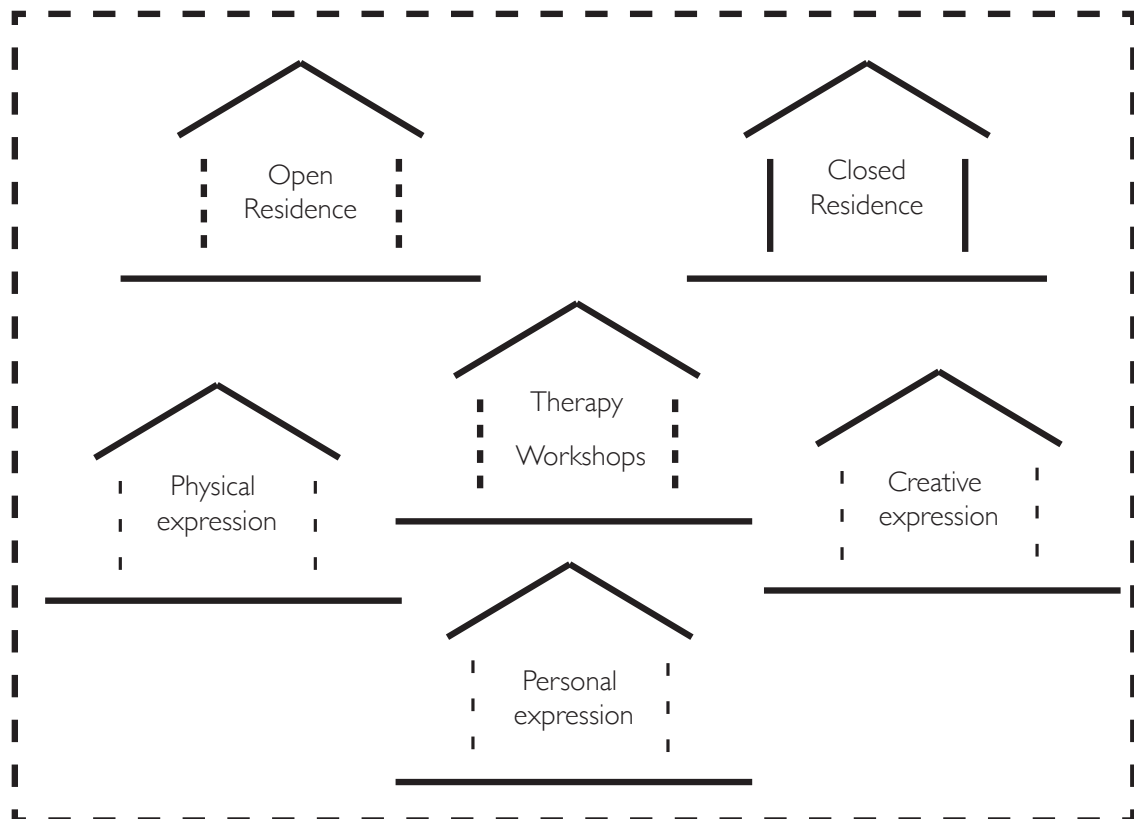 Open
Residence
Closed
Residence
Therapy
Workshops
Physical
expression
Creative
expression
Personal
expression